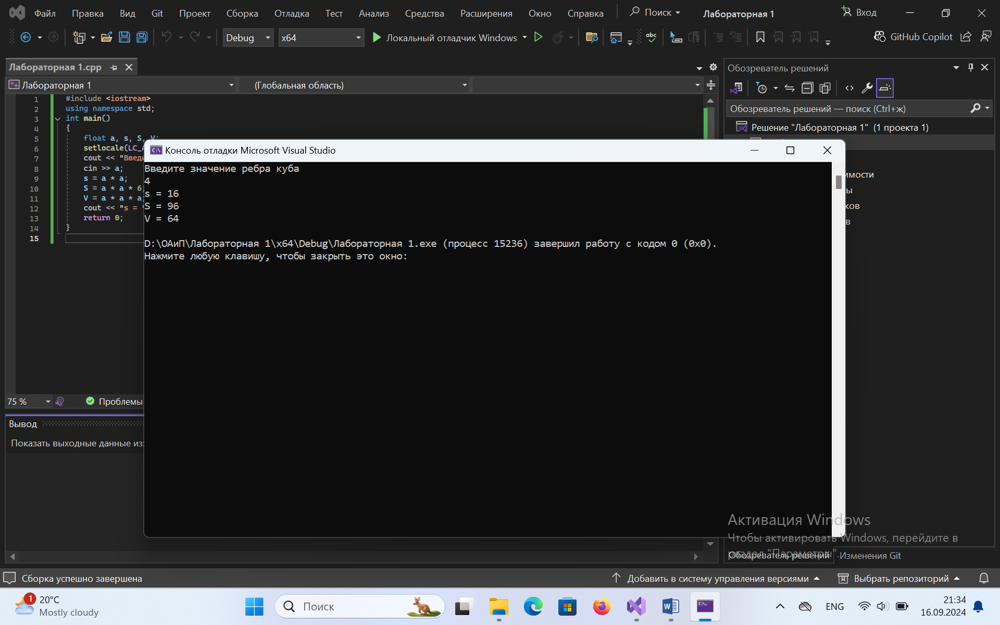 Файл Правка Вид Git Проект Сборка Отладка Тест Анализ Средства Расширения Окно Справка Поиск Лабораторная 1 Вход
Debug x64 Локальный отладчик Windows abc GitHub Copilot
Лабораторная 1.cpp
Лабораторная 1 (Глобальная область)
1 #include <iostream>
2 using namespace std;
3 int main()
4 {
5 float a, s, S, V;
6 setlocale(LC_A
7 cout << "Введи
8 cin >> a;
9 s = a * a;
10 S = a * a * 6;
11 V = a * a * a;
12 cout << "s = "
13 return 0;
14 }
15
Консоль отладки Microsoft Visual Studio
Введите значение ребра куба
4
s = 16
S = 96
V = 64
D:\ОАиП\Лабораторная 1\x64\Debug\Лабораторная 1.exe (процесс 15236) завершил работу с кодом 0 (0x0).
Нажмите любую клавишу, чтобы закрыть это окно:
Обозреватель решений
Обозреватель решений — поиск (Ctrl+ж)
Решение "Лабораторная 1" (1 проекта 1)
имости
ы
ков
в
75 % Проблемы
Вывод
Показать выходные данные из:
Активация Windows
Чтобы активировать Windows, перейдите в
раздел "Параметры".
Обозреватель решений Изменения Git
Сборка успешно завершена Добавить в систему управления версиями Выбрать репозиторий
1 20°C
Mostly cloudy
Поиск
ENG
21:34
16.09.2024